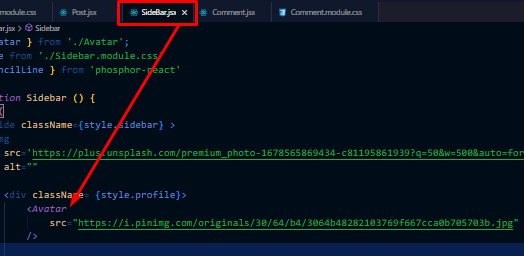 module.css Post.jsx SideBar.jsx × Comment.jsx Comment.module.css
ar.jsx > Sidebar
atar } from './Avatar';
e from './Sidebar.module.css
ncilLine } from 'phosphor-react'
tion Sidebar () {
(
ide className={style.sidebar} >
mg
src='https://plus.unsplash.com/premium_photo-1678565869434-c81195861939?q=50&w=500&auto=for
alt=""
<div className= {style.profile}>
<Avatar
src="https://i.pinimg.com/originals/30/64/b4/3064b48282103769f667cca0b705703b.jpg"
/>